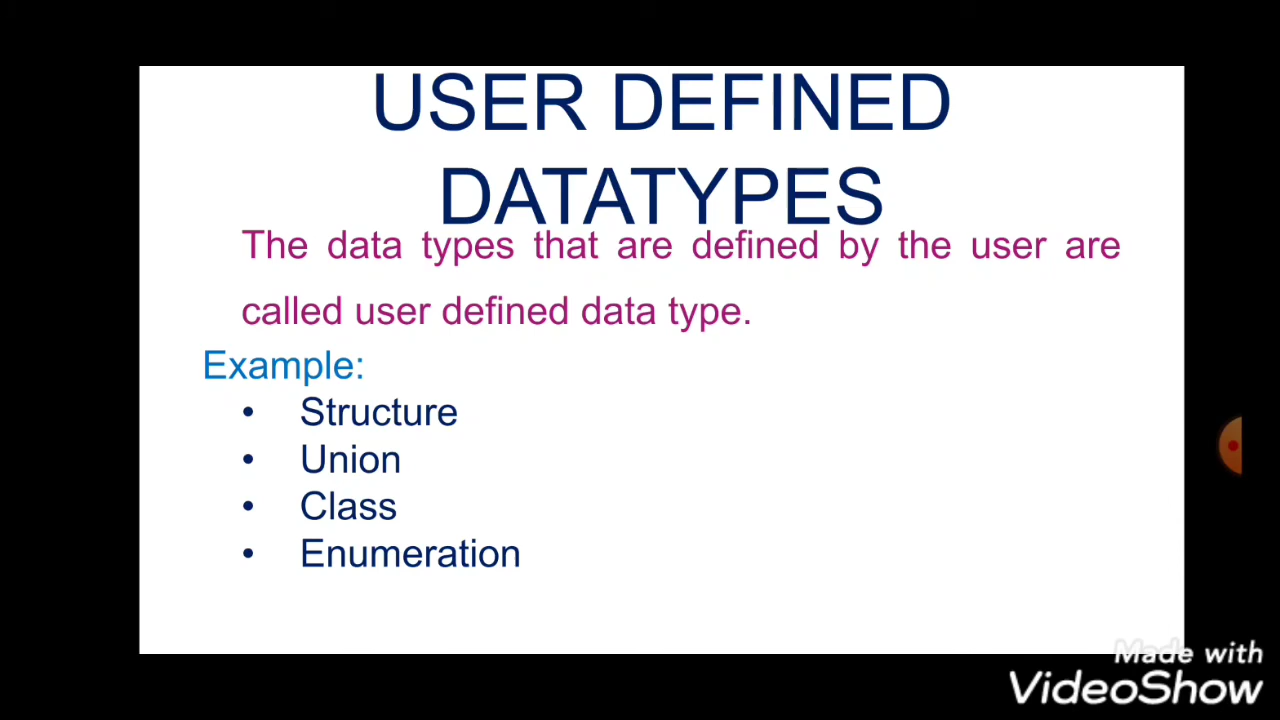 USER DEFINED
DATATYPES
The data types that are defined by the user are
called user defined data type.
Example:
• Structure
• Union
• Class
• Enumeration
Made with
VideoShow